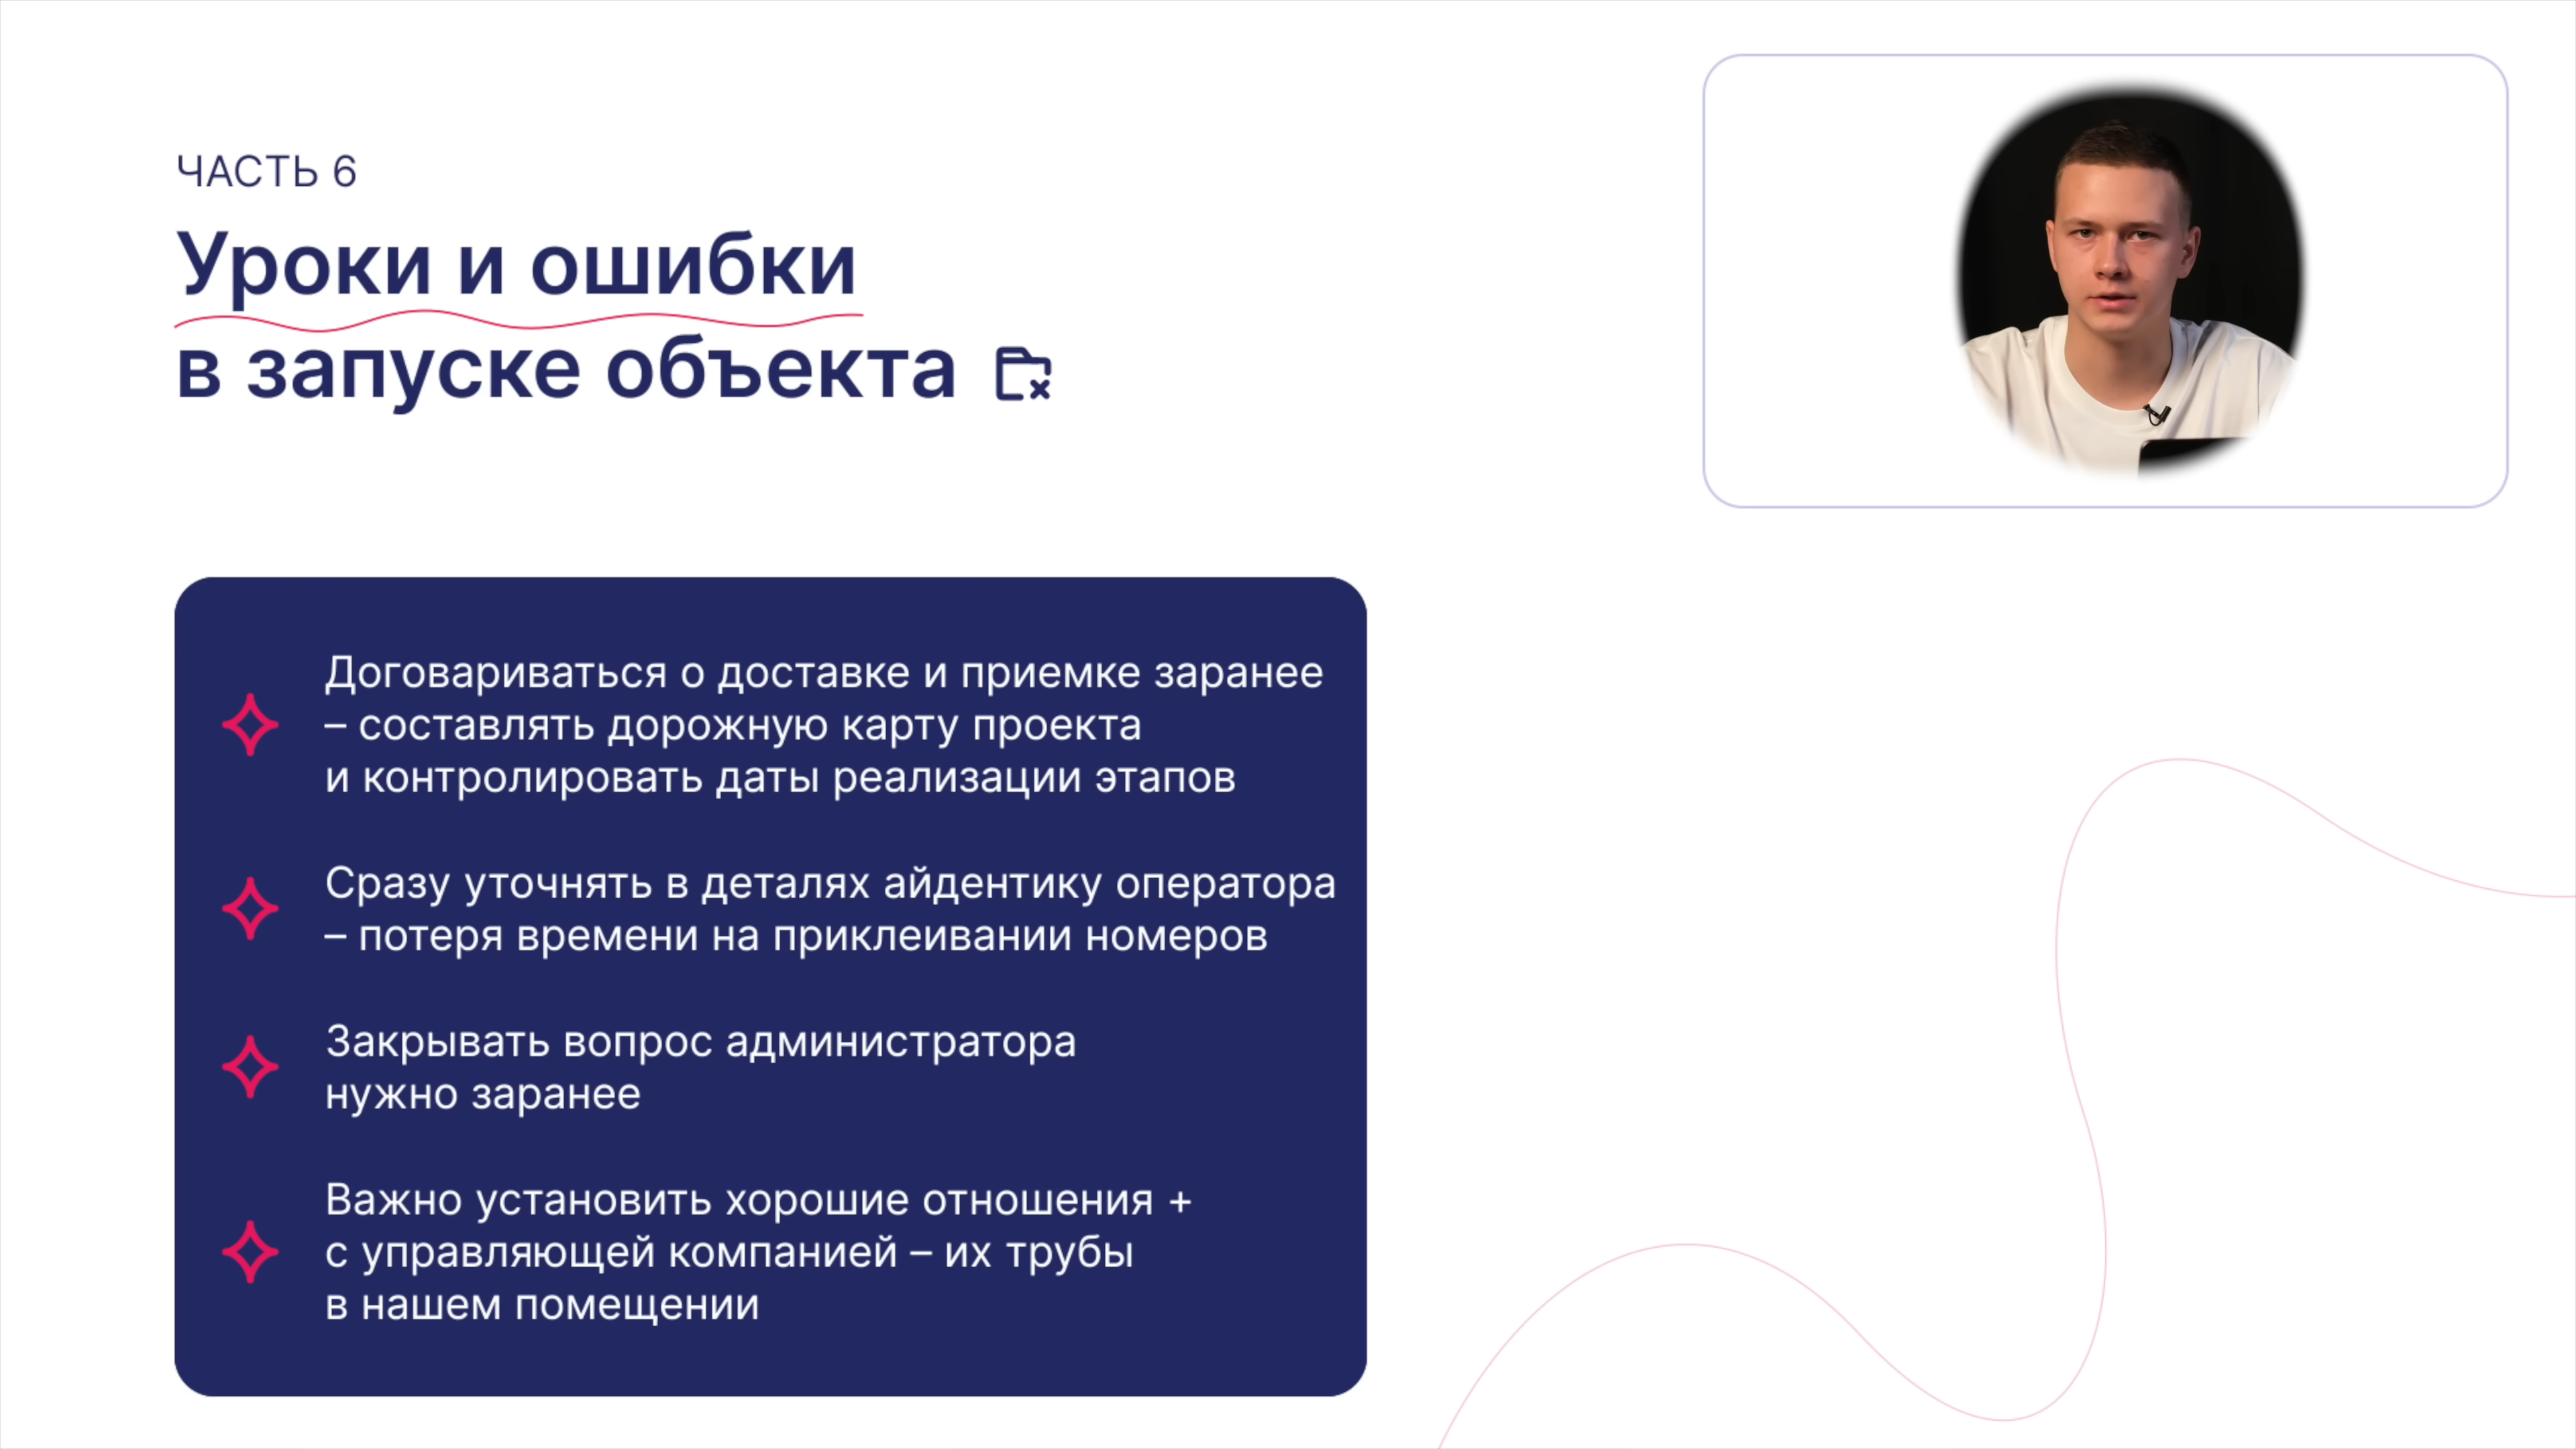 ЧАСТЬ 6
Уроки и ошибки
в запуске объекта
Договариваться о доставке и приемке заранее
– составлять дорожную карту проекта
и контролировать даты реализации этапов
Сразу уточнять в деталях айдентику оператора
– потеря времени на приклеивании номеров
Закрывать вопрос администратора
нужно заранее
Важно установить хорошие отношения +
с управляющей компанией – их трубы
в нашем помещении